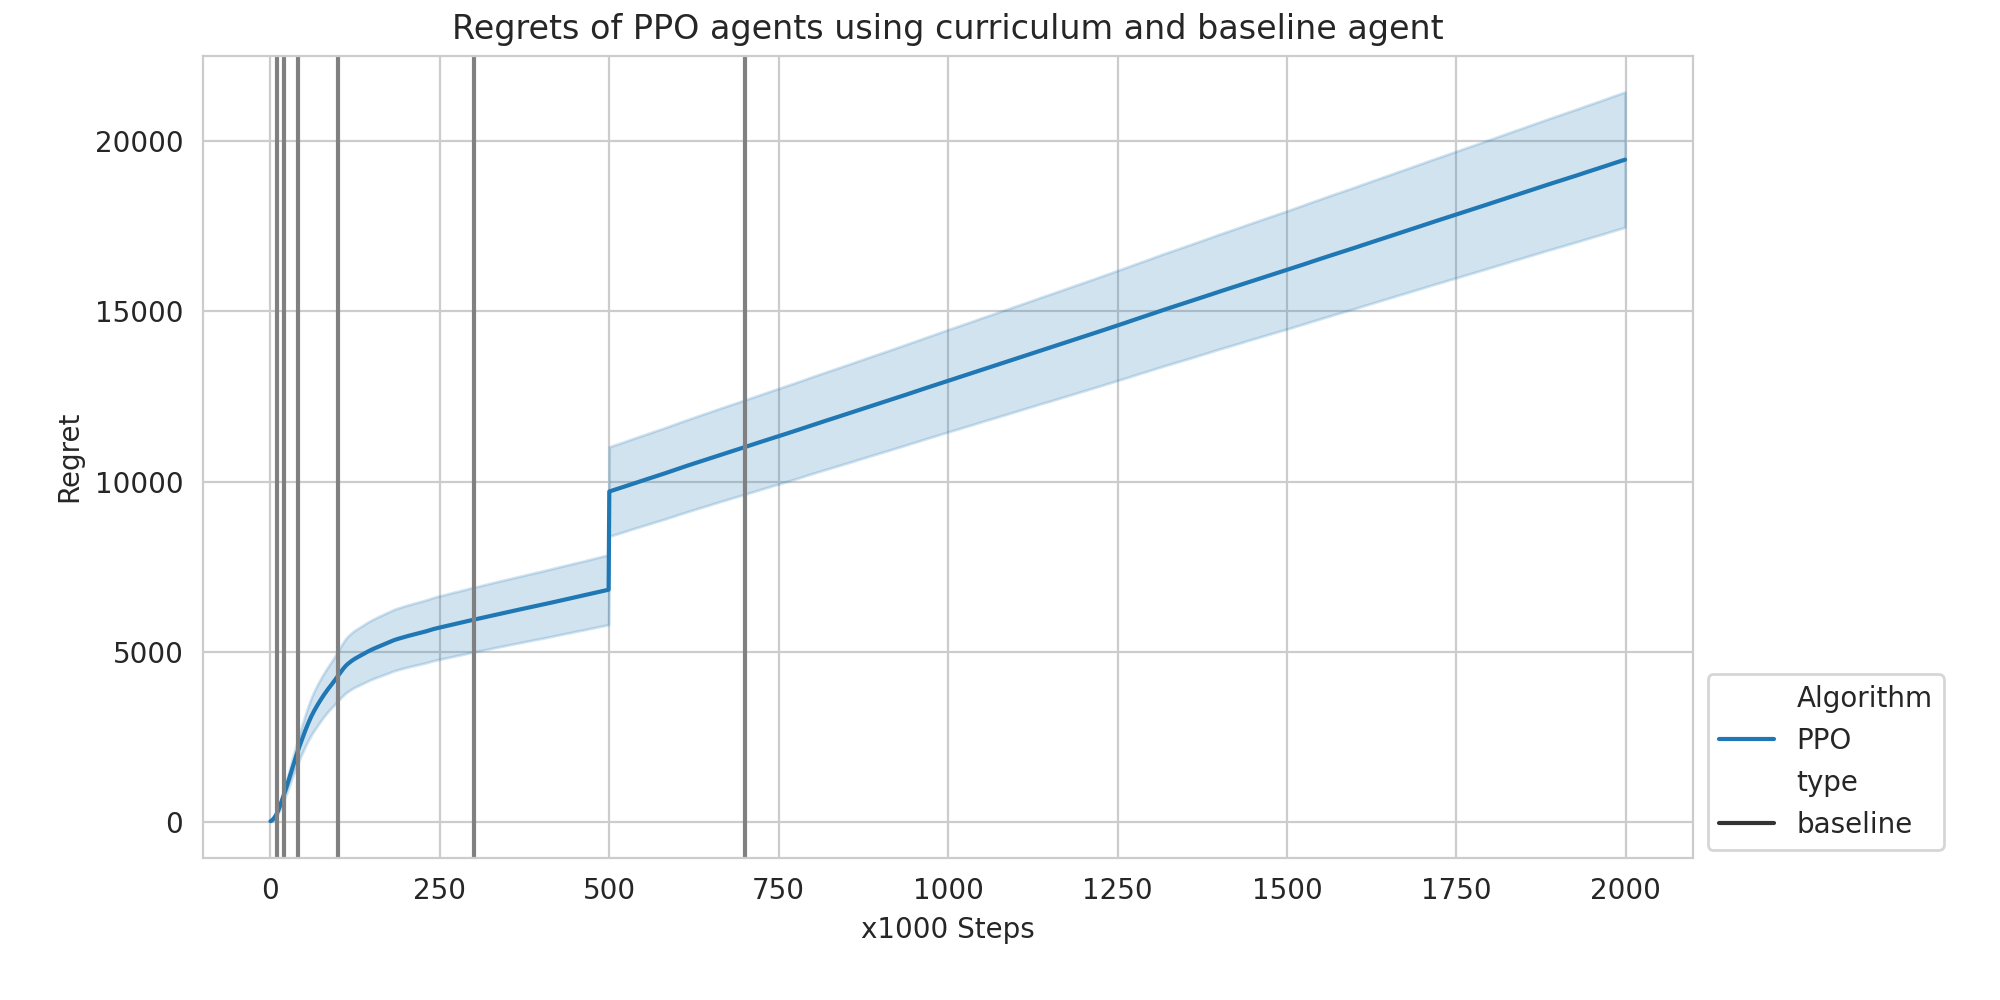 Regrets of PPO agents using curriculum and baseline agent
Regret
20000
15000
10000
5000
0
0 250 500 750 1000 1250 1500 1750 2000
x1000 Steps
Algorithm
PPO
type
baseline